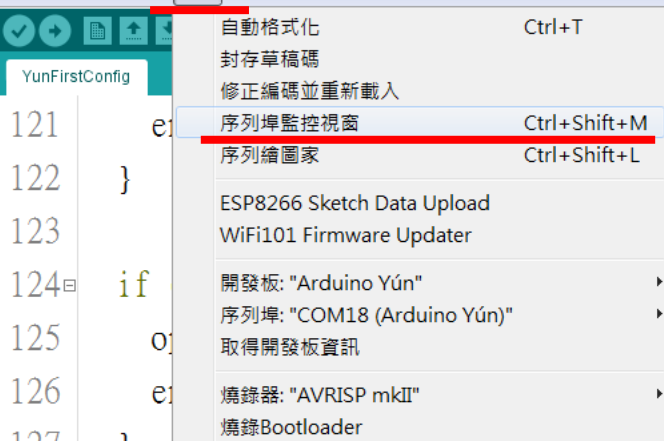 自動格式化 Ctrl+T
封存草稿碼
YunFirstConfig
修正編碼並重新載入
121
序列埠監控視窗 Ctrl+Shift+M
序列繪圖家 Ctrl+Shift+L
122 }
ESP8266 Sketch Data Upload
123
WiFi101 Firmware Updater
124 if
開發板: "Arduino Yún"
序列埠: "COM18 (Arduino Yún)"
125
取得開發板資訊
126
燒錄器: "AVRISP mkII"
燒錄Bootloader
127 }